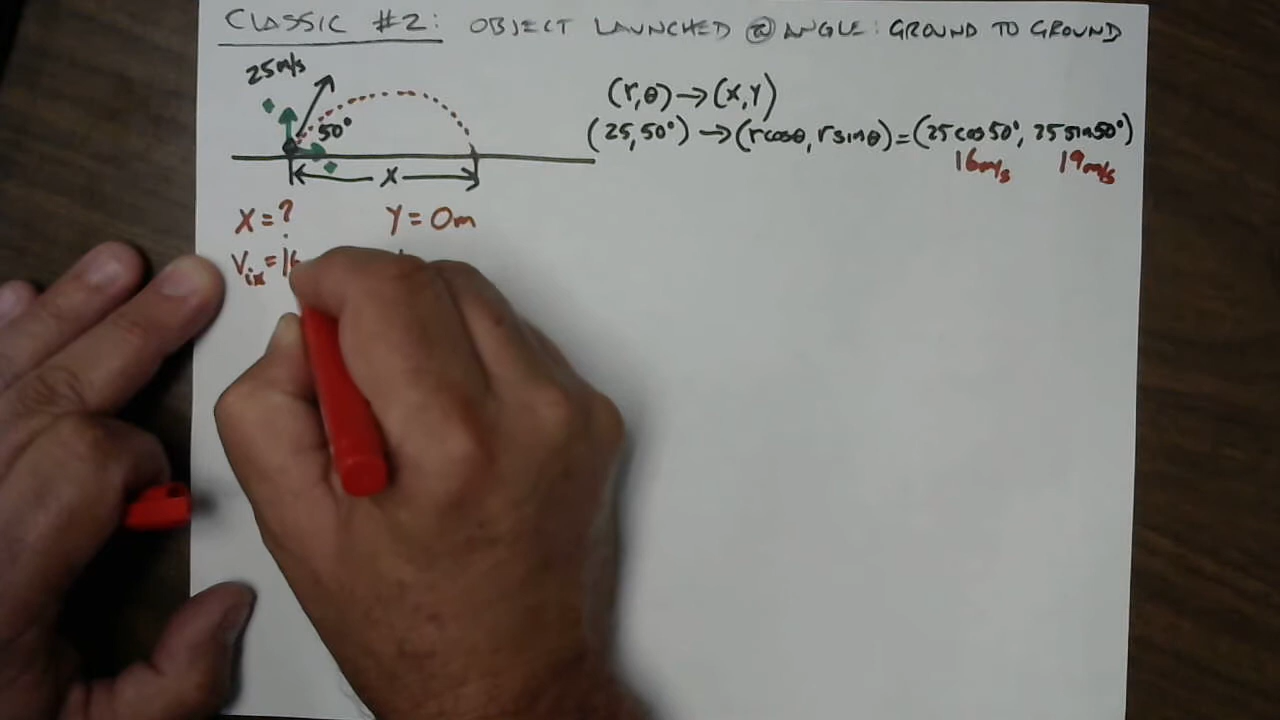 CLASSIC #2: OBJECT LAUNCHED @ ANGLE: GROUND TO GROUND
25m/s
50°
X
(r,θ)→(X,Y)
(25,50°)→(rcosθ, rsinθ)=(25cos50°, 25sin50°)
16m/s 19m/s
X=? Y=0m
Vix=16